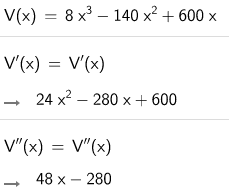 V(x) = 8 x³ − 140 x² + 600 x
V′(x) = V′(x)
→ 24 x² − 280 x + 600
V″(x) = V″(x)
→ 48 x − 280